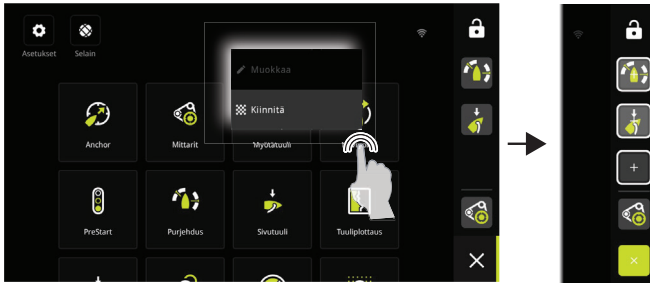 Asetukset
Selain
Muokkaa
Kiinnitä
Anchor
Mittarit
Myötätuuli
PreStart
Purjehdus
Sivutuuli
Tuuliplottaus